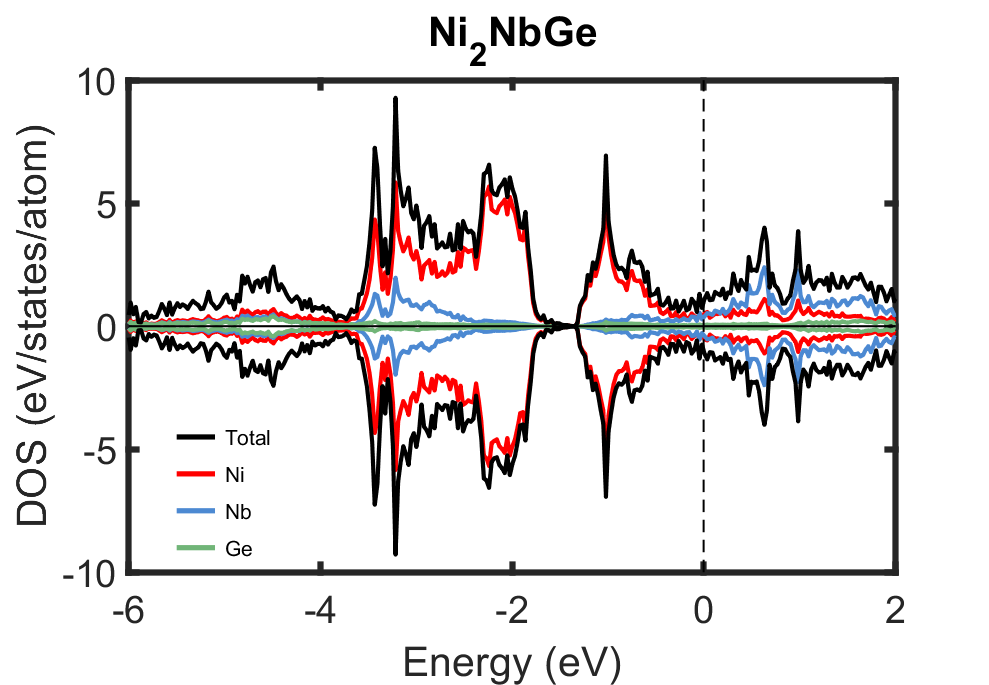 Ni2NbGe
10
5
0
-5
-10
DOS (eV/states/atom)
Total
Ni
Nb
Ge
-6 -4 -2 0 2
Energy (eV)